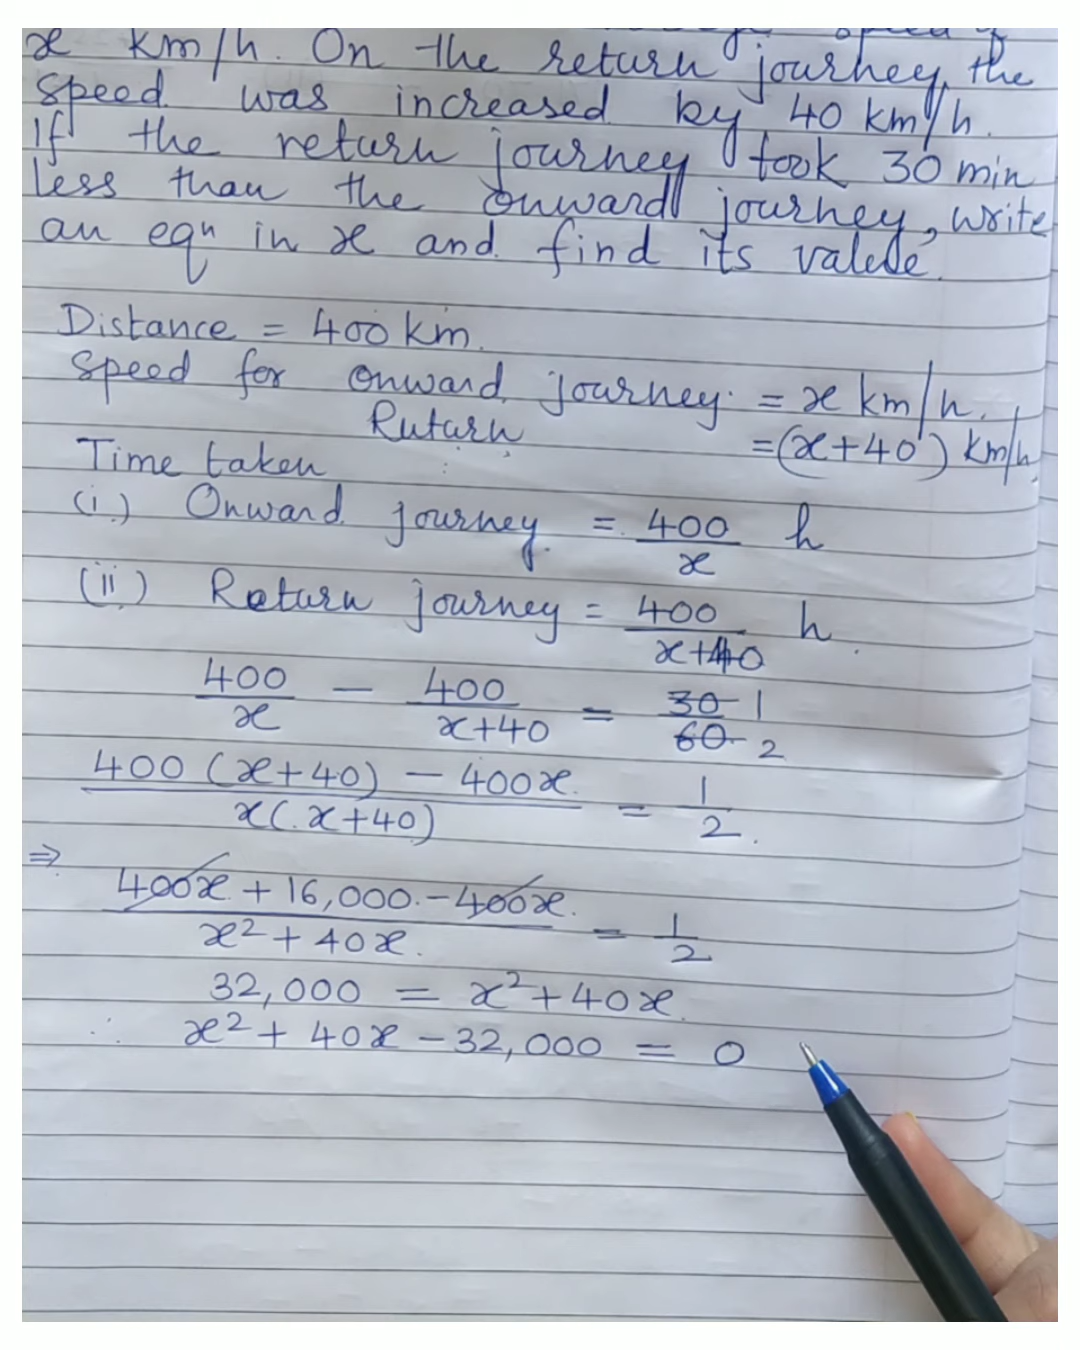 x km/h. On the return journey, the
speed was increased by 40 km/h.
If the return journey took 30 min
less than the onward journey, write
an eqn in x and find its value.
Distance = 400 km.
Speed for onward journey = x km/h.
Ruturn = (x+40) km/h.
Time taken
(i.) Onward journey = 400/x h
(ii.) Return journey = 400/x+40 h.
400/x — 400/x+40 = 30/60 1/2
400 (x+40) — 400x/x(x+40) = 1/2.
⇒ 400x + 16,000 - 400x/x² + 40x. = 1/2
32,000 = x² + 40x.
∴ x² + 40x - 32,000 = 0